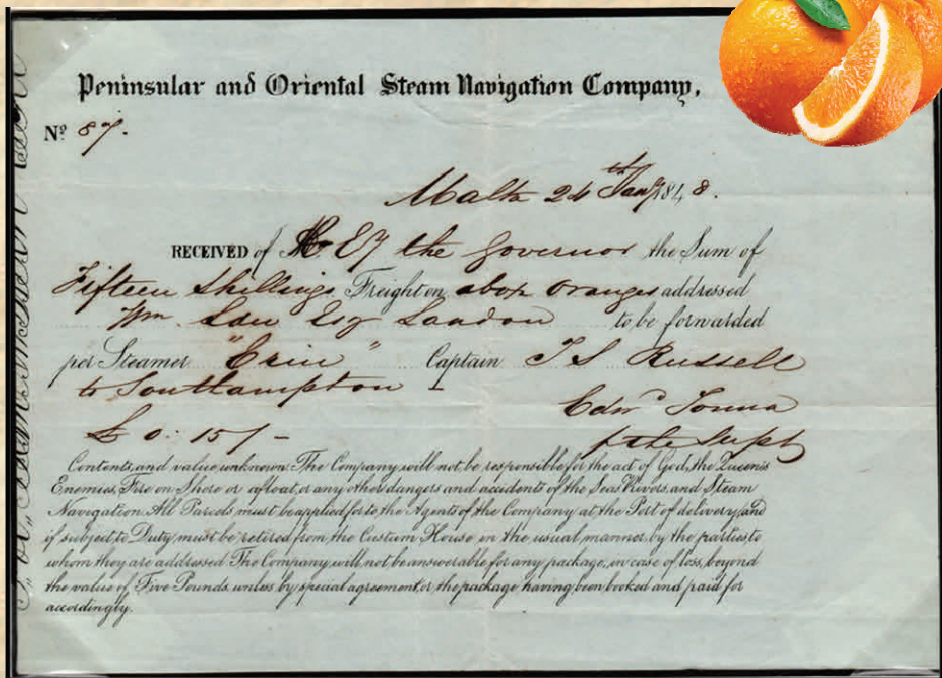 Peninsular and Oriental Steam Navigation Company,
No 87-
Malta 24th Jany 1848.
RECEIVED of H. Ey the Governor the Sum of
Fifteen Shillings Freight on a box Oranges addressed
Wm. Esq London to be forwarded
per Steamer "Erin" Captain T S Russell
to Southampton
Edwd Tonna
£ 0: 15/- p the Supt
Contents and value unknown. The Company will not be responsible for the act of God, the Queen's
Enemies, Fire on Shore or afloat, or any other dangers and accidents of the Seas Rivers, and Steam
Navigation. All Parcels must be applied for to the Agents of the Company at the Port of delivery, and
if subject to Duty, must be retired from the Custom House in the usual manner, by the parties to
whom they are addressed. The Company, will not be answerable for any package, in case of loss, beyond
the value of Five Pounds unless by special agreement or the package having been booked and paid for
accordingly.